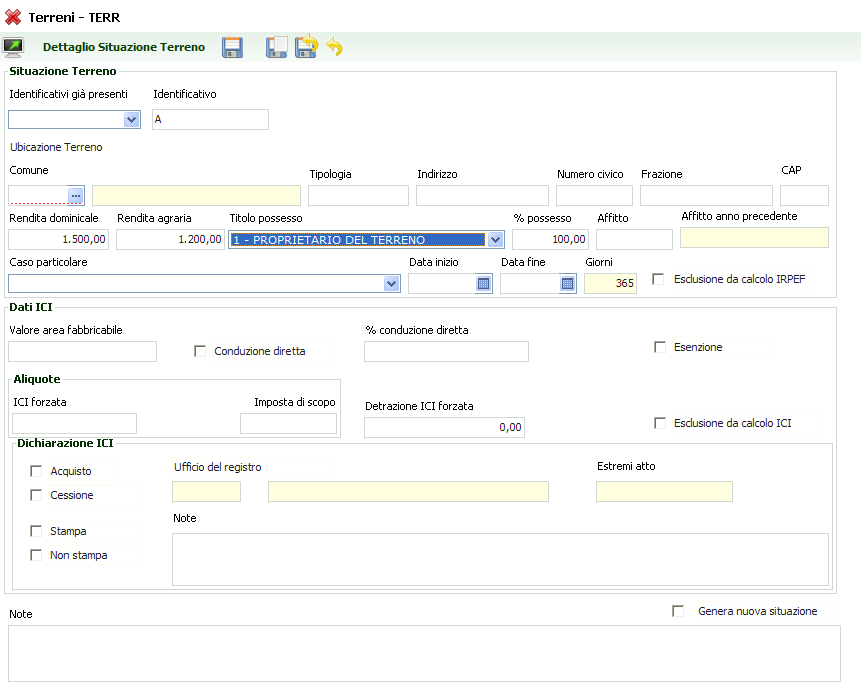 Terreni - TERR
Dettaglio Situazione Terreno
Situazione Terreno
Identificativi già presenti Identificativo
A
Ubicazione Terreno
Comune Tipologia Indirizzo Numero civico Frazione CAP
...
Rendita dominicale Rendita agraria Titolo possesso % possesso Affitto Affitto anno precedente
1.500,00 1.200,00 1 - PROPRIETARIO DEL TERRENO 100,00
Caso particolare Data inizio Data fine Giorni
365 Esclusione da calcolo IRPEF
Dati ICI
Valore area fabbricabile % conduzione diretta
Conduzione diretta Esenzione
Aliquote
ICI forzata Imposta di scopo Detrazione ICI forzata
0,00 Esclusione da calcolo ICI
Dichiarazione ICI
Acquisto Ufficio del registro Estremi atto
Cessione
Note
Stampa
Non stampa
Note Genera nuova situazione